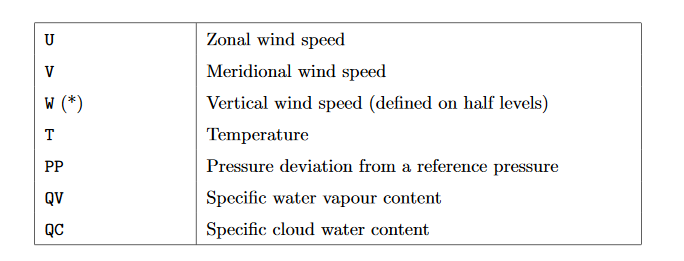 U Zonal wind speed
V Meridional wind speed
W (*) Vertical wind speed (defined on half levels)
T Temperature
PP Pressure deviation from a reference pressure
QV Specific water vapour content
QC Specific cloud water content